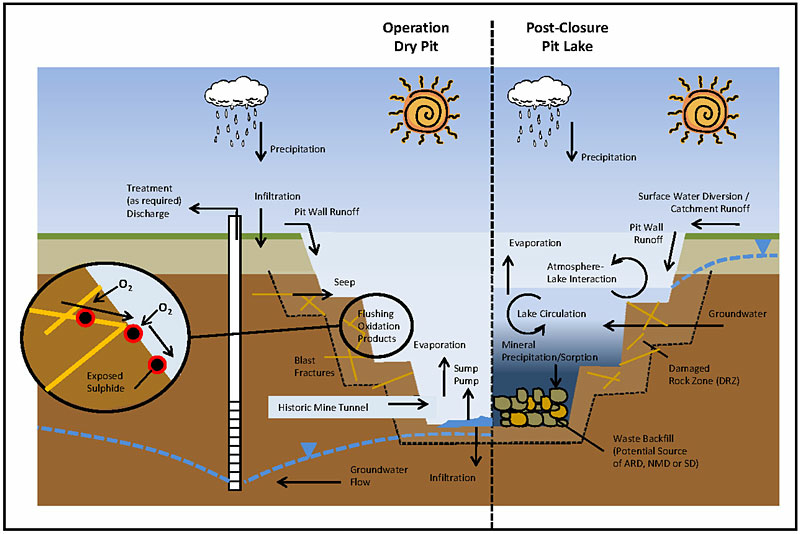 Operation
Dry Pit
Post-Closure
Pit Lake
Precipitation
Precipitation
Treatment
(as required)
Discharge
Infiltration
Pit Wall Runoff
Surface Water Diversion /
Catchment Runoff
Pit Wall
Runoff
Evaporation
Atmosphere-
Lake Interaction
O2
O2
Exposed
Sulphide
Seep
Flushing
Oxidation
Products
Blast
Fractures
Evaporation
Sump
Pump
Historic Mine Tunnel
Lake Circulation
Groundwater
Mineral
Precipitation/Sorption
Damaged
Rock Zone (DRZ)
Waste Backfill
(Potential Source
of ARD, NMD or SD)
Groundwater
Flow
Infiltration